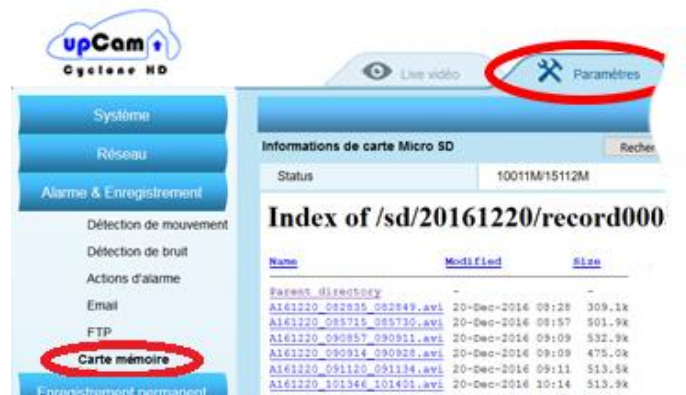 upCam
Cyclone HD
Live vidéo
Paramètres
Système
Réseau
Alarme & Enregistrement
Détection de mouvement
Détection de bruit
Actions d'alarme
Email
FTP
Carte mémoire
Enregistrement permanent
Informations de carte Micro SD
Recher
Status 10011M/15112M
Index of /sd/20161220/record000
Name Modified Size
Parent directory - -
A161220_082835_082849.avi 20-Dec-2016 08:28 309.1k
A161220_085715_085730.avi 20-Dec-2016 08:57 501.9k
A161220_090857_090911.avi 20-Dec-2016 09:09 532.9k
A161220_090914_090928.avi 20-Dec-2016 09:09 475.0k
A161220_091120_091134.avi 20-Dec-2016 09:11 513.5k
A161220_101346_101401.avi 20-Dec-2016 10:14 513.9k